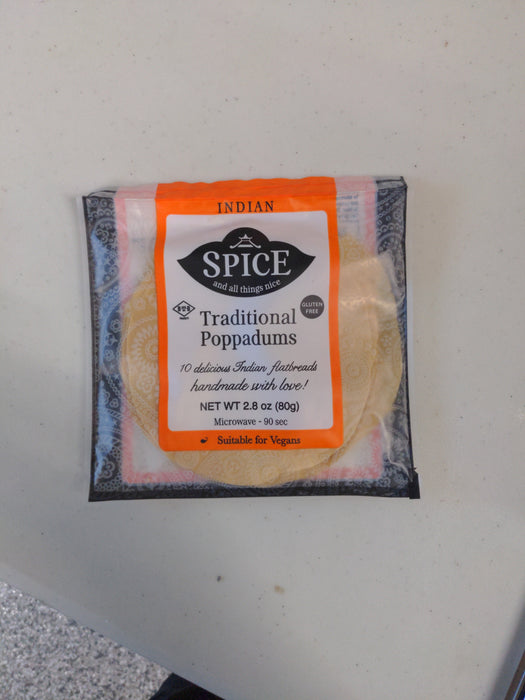 INDIAN
SPICE
and all things nice
GLUTEN
FREE
Traditional
Poppadums
10 delicious Indian flatbreads
handmade with love!
NET WT 2.8 oz (80g)
Microwave - 90 sec
Suitable for Vegans